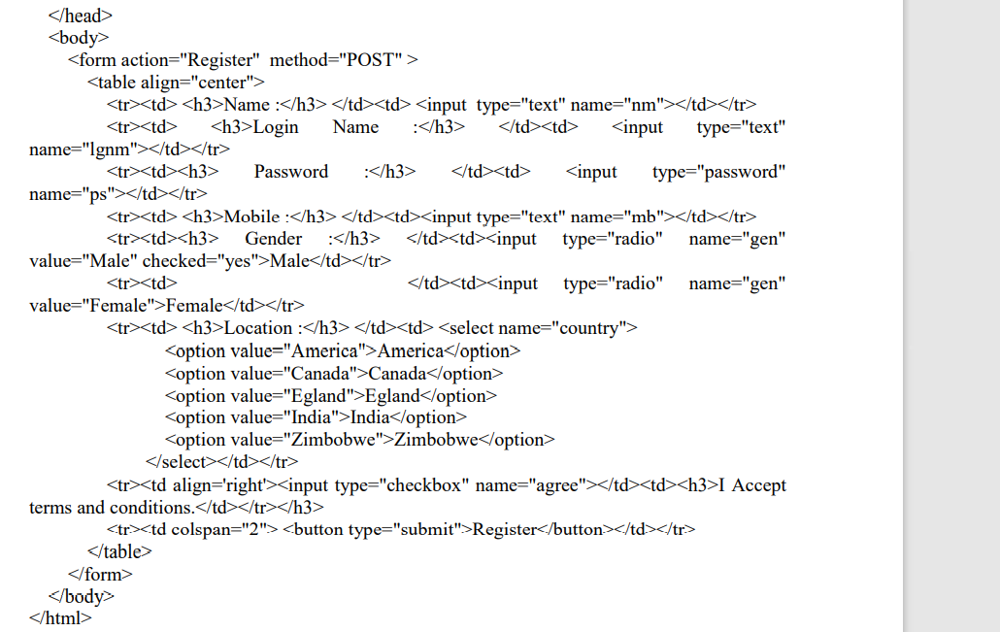 </head>
<body>
<form action="Register" method="POST" >
<table align="center">
<tr><td> <h3>Name :</h3> </td><td> <input type="text" name="nm"></td></tr>
<tr><td> <h3>Login Name :</h3> </td><td> <input type="text"
name="lgnm"></td></tr>
<tr><td><h3> Password :</h3> </td><td> <input type="password"
name="ps"></td></tr>
<tr><td> <h3>Mobile :</h3> </td><td><input type="text" name="mb"></td></tr>
<tr><td><h3> Gender :</h3> </td><td><input type="radio" name="gen"
value="Male" checked="yes">Male</td></tr>
<tr><td> </td><td><input type="radio" name="gen"
value="Female">Female</td></tr>
<tr><td> <h3>Location :</h3> </td><td> <select name="country">
<option value="America">America</option>
<option value="Canada">Canada</option>
<option value="Egland">Egland</option>
<option value="India">India</option>
<option value="Zimbobwe">Zimbobwe</option>
</select></td></tr>
<tr><td align='right'><input type="checkbox" name="agree"></td><td><h3>I Accept
terms and conditions.</td></tr></h3>
<tr><td colspan="2"> <button type="submit">Register</button></td></tr>
</table>
</form>
</body>
</html>